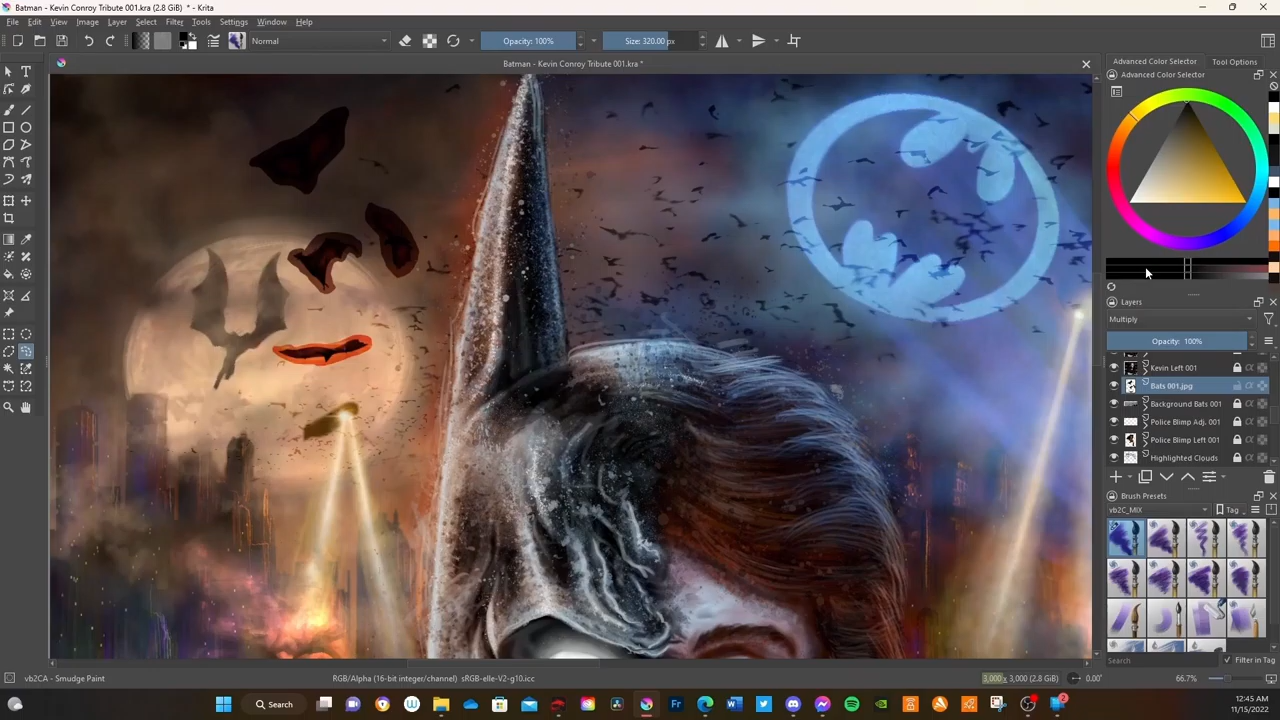 Batman - Kevin Conroy Tribute 001.kra (2.8 GiB) * - Krita
File Edit View Image Layer Select Filter Tools Settings Window Help
Normal
Opacity: 100%
Size: 320.00 px
Batman - Kevin Conroy Tribute 001.kra *
Advanced Color Selector
Tool Options
Advanced Color Selector
Layers
Multiply
Opacity: 100%
Kevin Left 001
Bats 001.jpg
Background Bats 001
Police Blimp Adj. 001
Police Blimp Left 001
Highlighted Clouds
Brush Presets
vb2C_MIX
Tag
Search
Filter in Tag
vb2CA - Smudge Paint
RGB/Alpha (16-bit integer/channel) sRGB-elle-V2-g10.icc
3,000 x 3,000 (2.8 GiB)
0.00°
66.7%
Search
Fr
12:45 AM
11/15/2022
2